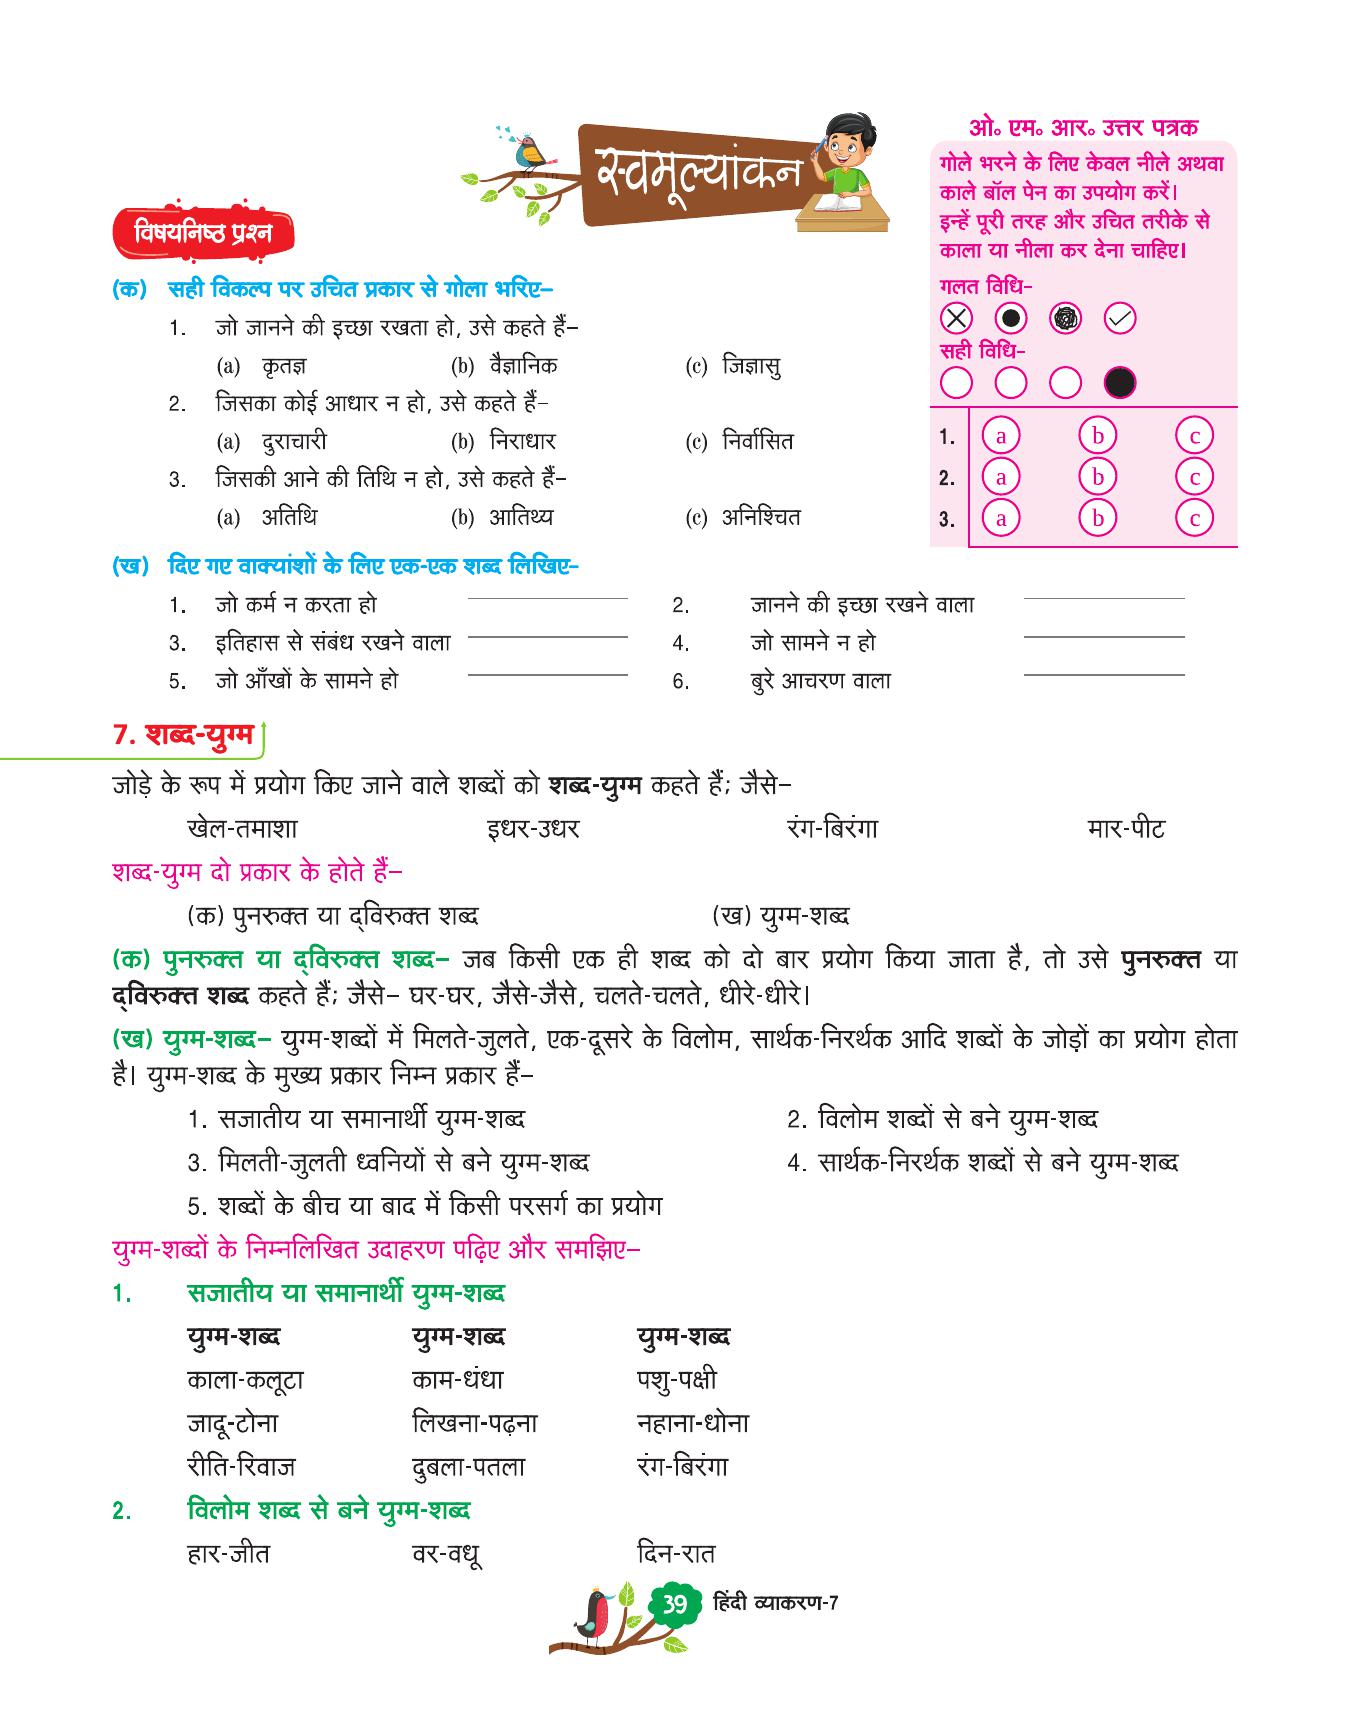 स्वमूल्यांकन
विषयनिष्ठ प्रश्न
(क) सही विकल्प पर उचित प्रकार से गोला भरिए–
1. जो जानने की इच्छा रखता हो, उसे कहते हैं–
(a) कृतज्ञ (b) वैज्ञानिक (c) जिज्ञासु
2. जिसका कोई आधार न हो, उसे कहते हैं–
(a) दुराचारी (b) निराधार (c) निर्वासित
3. जिसकी आने की तिथि न हो, उसे कहते हैं–
(a) अतिथि (b) आतिथ्य (c) अनिश्चित
ओ॰ एम॰ आर॰ उत्तर पत्रक
गोले भरने के लिए केवल नीले अथवा
काले बॉल पेन का उपयोग करें।
इन्हें पूरी तरह और उचित तरीके से
काला या नीला कर देना चाहिए।
गलत विधि–
सही विधि–
1. a b c
2. a b c
3. a b c
(ख) दिए गए वाक्यांशों के लिए एक-एक शब्द लिखिए–
1. जो कर्म न करता हो 2. जानने की इच्छा रखने वाला
3. इतिहास से संबंध रखने वाला 4. जो सामने न हो
5. जो आँखों के सामने हो 6. बुरे आचरण वाला
7. शब्द-युग्म
जोड़े के रूप में प्रयोग किए जाने वाले शब्दों को शब्द-युग्म कहते हैं; जैसे–
खेल-तमाशा इधर-उधर रंग-बिरंगा मार-पीट
शब्द-युग्म दो प्रकार के होते हैं–
(क) पुनरुक्त या द्‌विरुक्त शब्द (ख) युग्म-शब्द
(क) पुनरुक्त या द्‌विरुक्त शब्द– जब किसी एक ही शब्द को दो बार प्रयोग किया जाता है, तो उसे पुनरुक्त या
द्‌विरुक्त शब्द कहते हैं; जैसे– घर-घर, जैसे-जैसे, चलते-चलते, धीरे-धीरे।
(ख) युग्म-शब्द– युग्म-शब्दों में मिलते-जुलते, एक-दूसरे के विलोम, सार्थक-निरर्थक आदि शब्दों के जोड़ों का प्रयोग होता
है। युग्म-शब्द के मुख्य प्रकार निम्न प्रकार हैं–
1. सजातीय या समानार्थी युग्म-शब्द 2. विलोम शब्दों से बने युग्म-शब्द
3. मिलती-जुलती ध्वनियों से बने युग्म-शब्द 4. सार्थक-निरर्थक शब्दों से बने युग्म-शब्द
5. शब्दों के बीच या बाद में किसी परसर्ग का प्रयोग
युग्म-शब्दों के निम्नलिखित उदाहरण पढ़िए और समझिए–
1. सजातीय या समानार्थी युग्म-शब्द
युग्म-शब्द युग्म-शब्द युग्म-शब्द
काला-कलूटा काम-धंधा पशु-पक्षी
जादू-टोना लिखना-पढ़ना नहाना-धोना
रीति-रिवाज दुबला-पतला रंग-बिरंगा
2. विलोम शब्द से बने युग्म-शब्द
हार-जीत वर-वधू दिन-रात
39 हिंदी व्याकरण-7